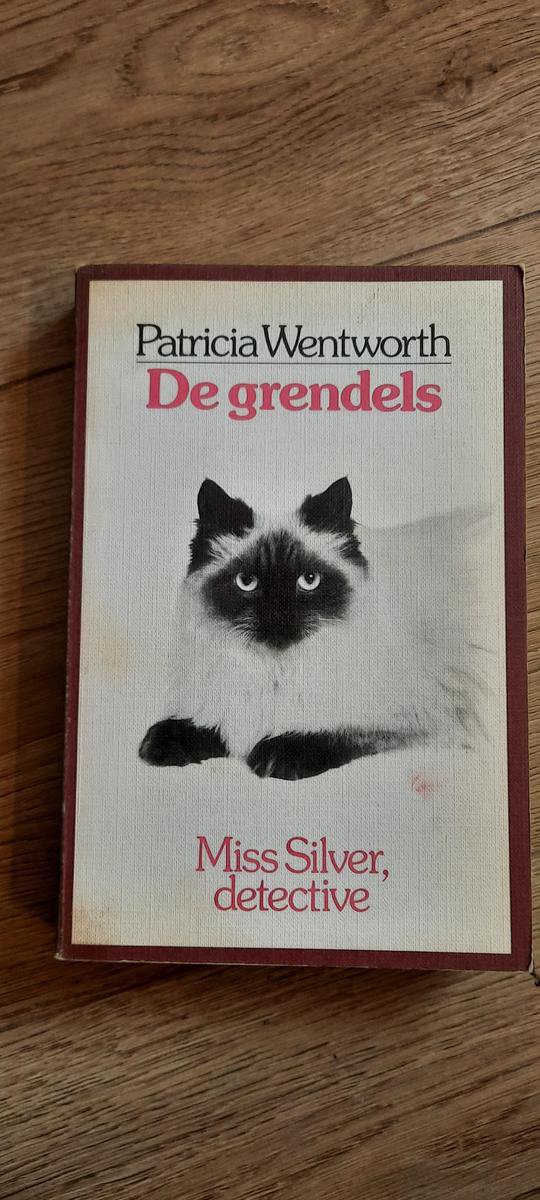 Patricia Wentworth
De grendels
Miss Silver,
detective